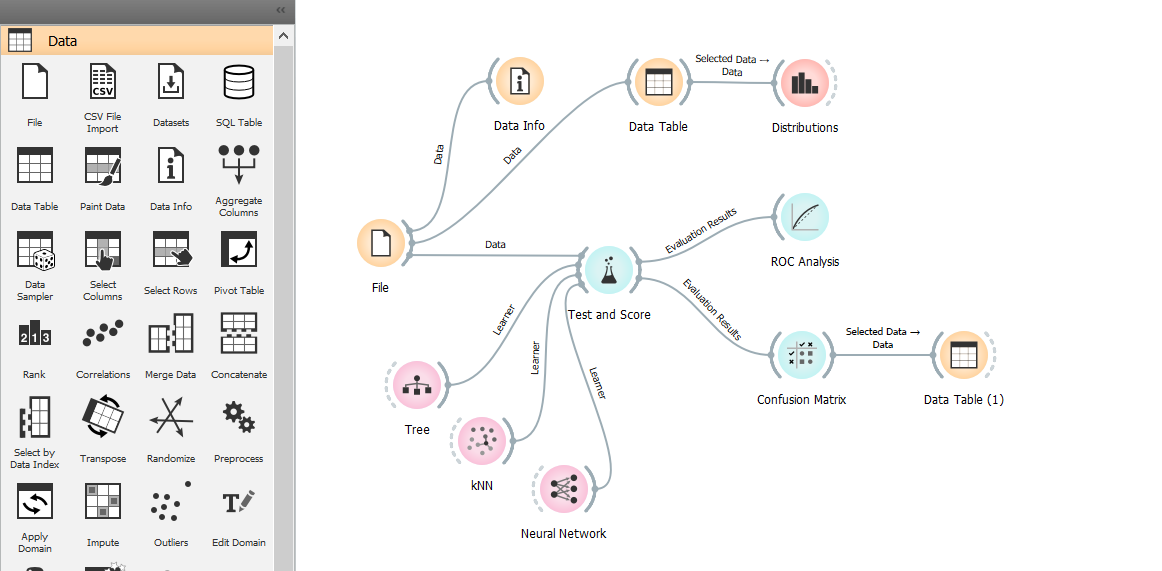 «
Data
File
CSV File
Import
Datasets
SQL Table
Data Table
Paint Data
Data Info
Aggregate
Columns
Data
Sampler
Select
Columns
Select Rows
Pivot Table
Rank
Correlations
Merge Data
Concatenate
Select by
Data Index
Transpose
Randomize
Preprocess
Apply
Domain
Impute
Outliers
Edit Domain
CSV
2 1 3
T
Data Info
Data Table
Selected Data →
Data
Distributions
Data
Data
File
Data
Test and Score
Evaluation Results
ROC Analysis
Evaluation Results
Confusion Matrix
Selected Data →
Data
Data Table (1)
Learner
Tree
Learner
kNN
Learner
Neural Network